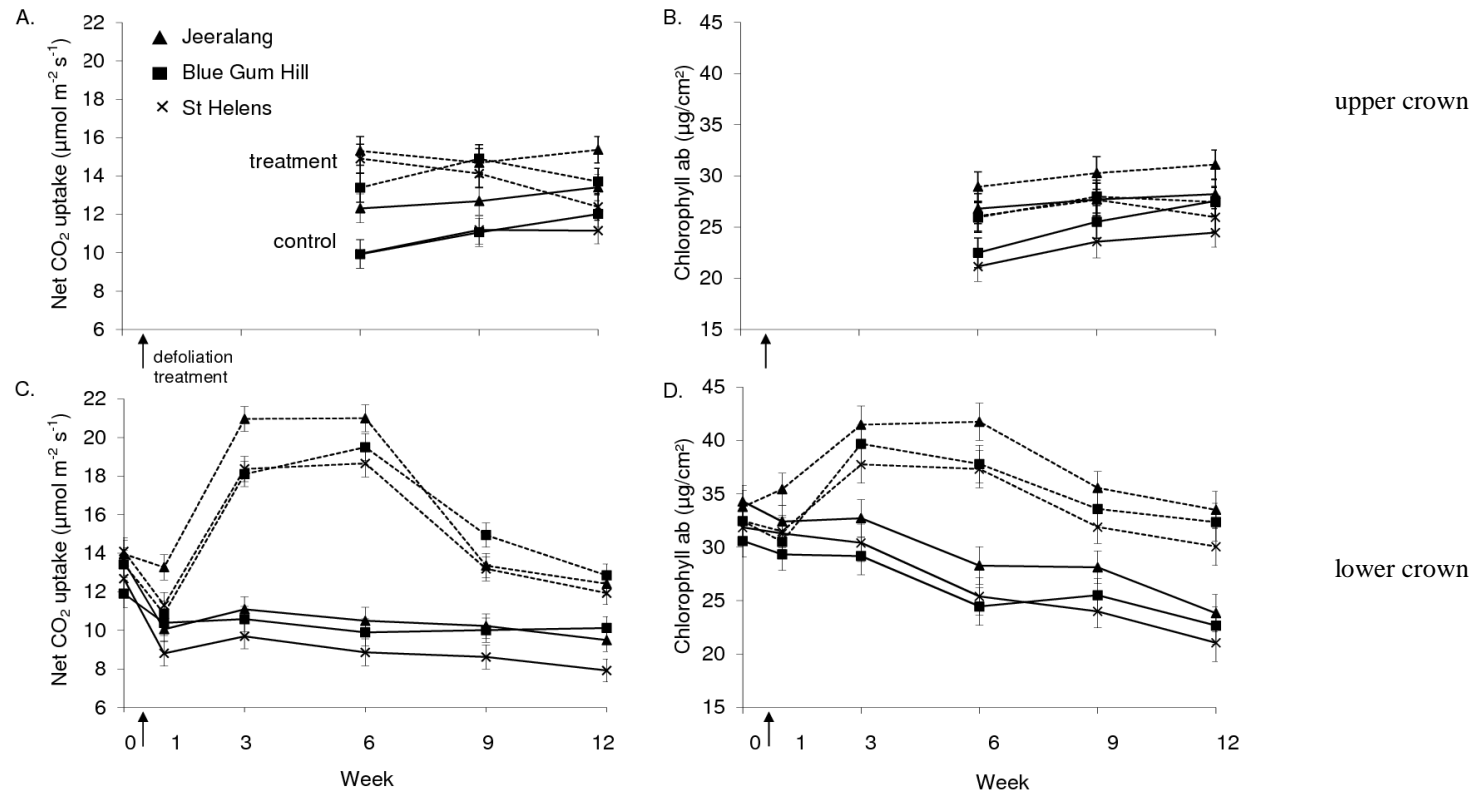 A.
22
20
18
16
14
12
10
8
6
Net CO₂ uptake (µmol m⁻² s⁻¹)
Jeeralang
Blue Gum Hill
St Helens
treatment
control
defoliation
treatment
B.
45
40
35
30
25
20
15
Chlorophyll ab (µg/cm²)
upper crown
C.
22
20
18
16
14
12
10
8
6
Net CO₂ uptake (µmol m⁻² s⁻¹)
0 1 3 6 9 12
Week
D.
45
40
35
30
25
20
15
Chlorophyll ab (µg/cm²)
0 1 3 6 9 12
Week
lower crown